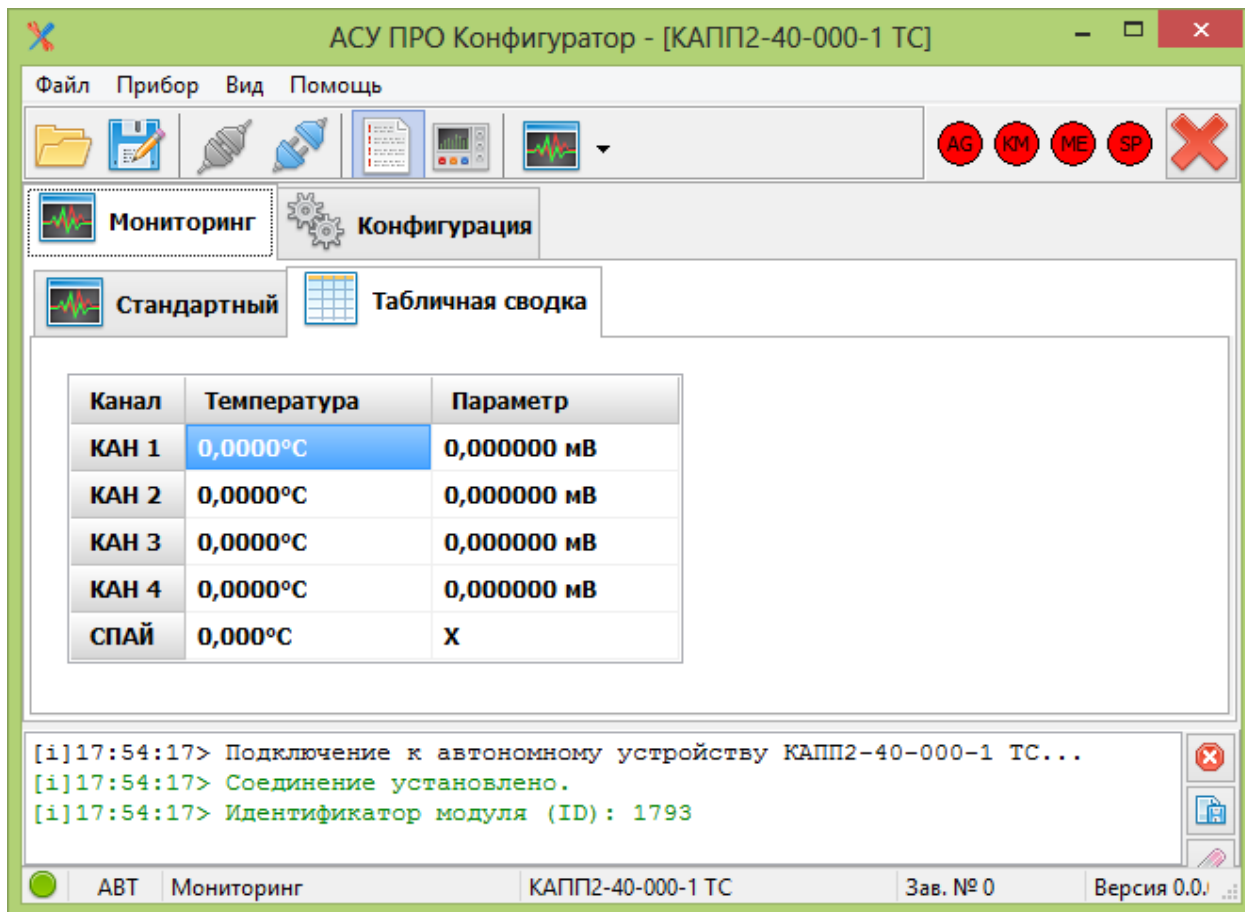 АСУ ПРО Конфигуратор - [КАПП2-40-000-1 ТС]
Файл Прибор Вид Помощь
AG KM ME SP
Мониторинг Конфигурация
Стандартный Табличная сводка
Канал Температура Параметр
КАН 1 0,0000°C 0,000000 мВ
КАН 2 0,0000°C 0,000000 мВ
КАН 3 0,0000°C 0,000000 мВ
КАН 4 0,0000°C 0,000000 мВ
СПАЙ 0,000°C X
[i]17:54:17> Подключение к автономному устройству КАПП2-40-000-1 ТС...
[i]17:54:17> Соединение установлено.
[i]17:54:17> Идентификатор модуля (ID): 1793
АВТ Мониторинг КАПП2-40-000-1 ТС Зав. № 0 Версия 0.0.